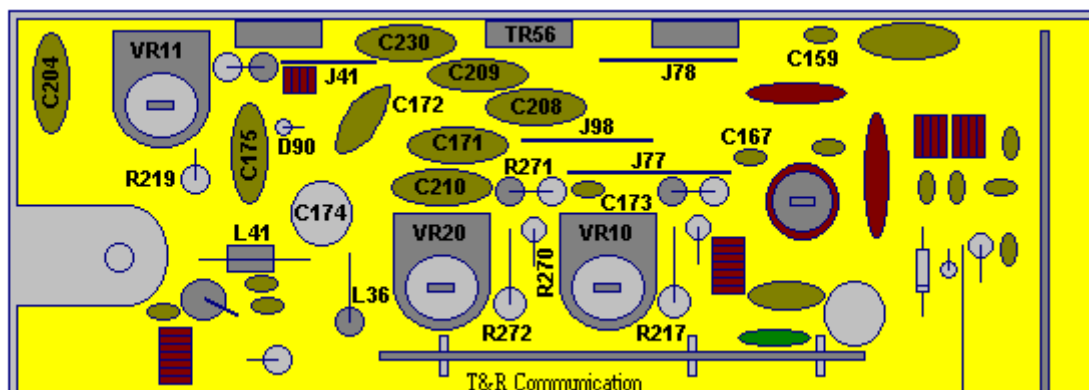 VR11
C204
C230
TR56
C159
J41
C209
J78
C172
C208
C175
D90
C171
J98
C167
R219
R271
J77
C210
C174
C173
L41
VR20
R270
VR10
L36
R272
R217
T&R Communication